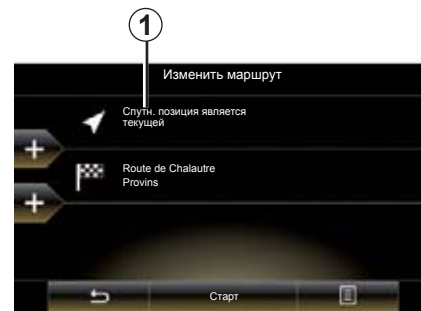 1
Изменить маршрут
Спутн. позиция является
текущей
Route de Chalautre
Provins
Старт